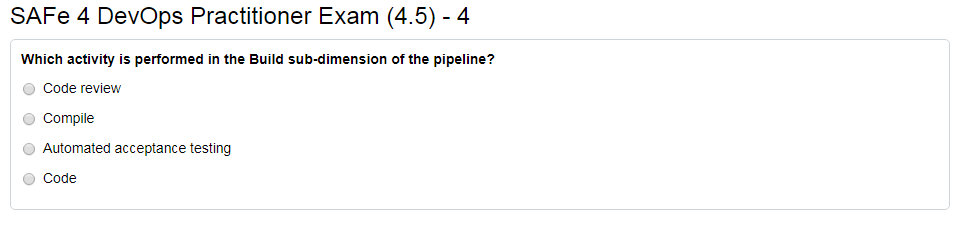 SAFe 4 DevOps Practitioner Exam (4.5) - 4
Which activity is performed in the Build sub-dimension of the pipeline?
Code review
Compile
Automated acceptance testing
Code